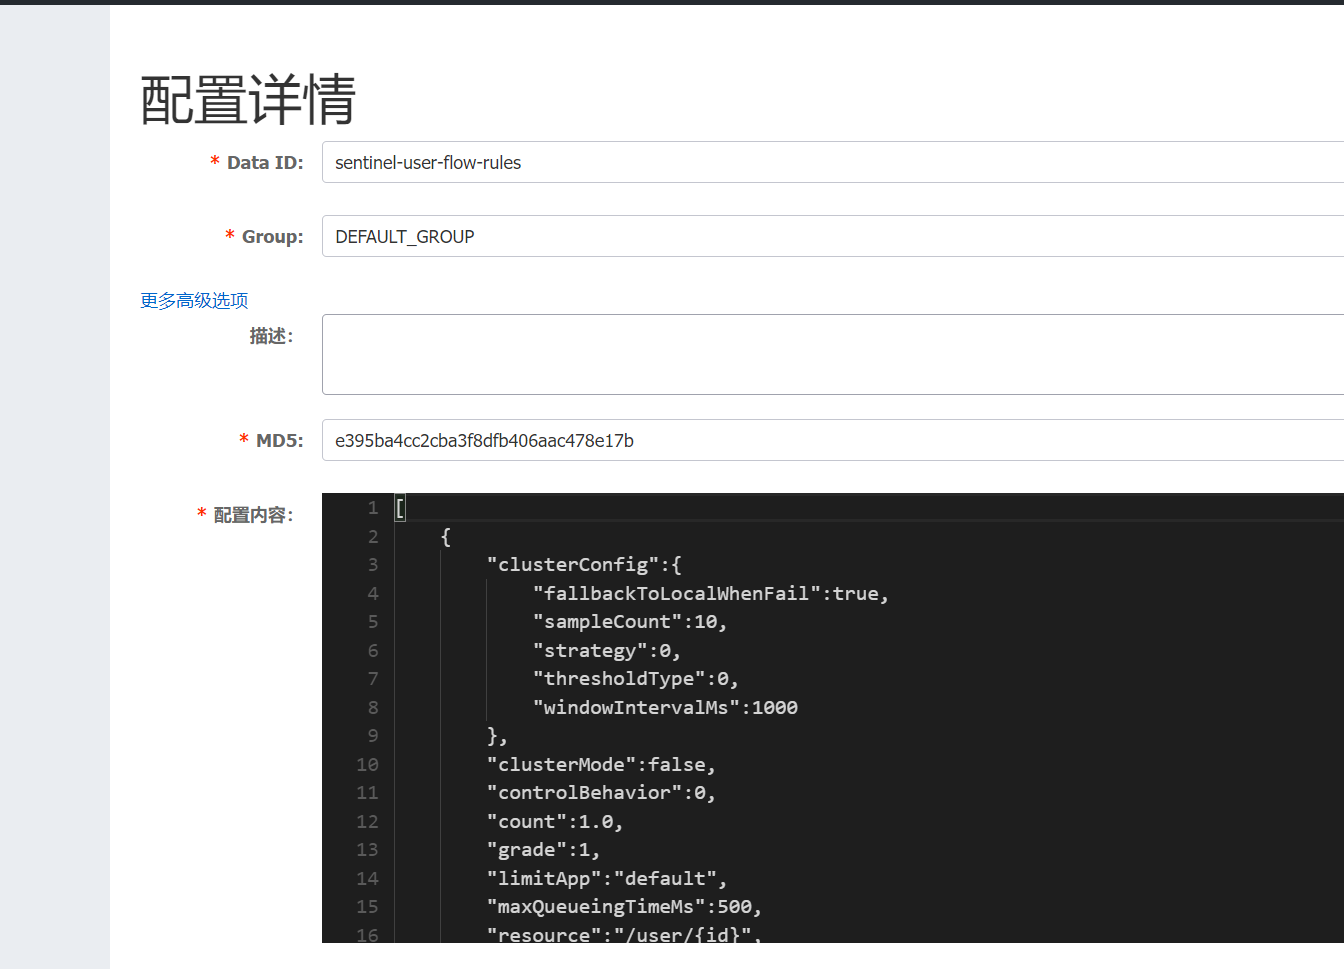 配置详情
* Data ID: sentinel-user-flow-rules
* Group: DEFAULT_GROUP
更多高级选项
描述:
* MD5: e395ba4cc2cba3f8dfb406aac478e17b
* 配置内容:
1 [
2 {
3 "clusterConfig":{
4 "fallbackToLocalWhenFail":true,
5 "sampleCount":10,
6 "strategy":0,
7 "thresholdType":0,
8 "windowIntervalMs":1000
9 },
10 "clusterMode":false,
11 "controlBehavior":0,
12 "count":1.0,
13 "grade":1,
14 "limitApp":"default",
15 "maxQueueingTimeMs":500,
16 "resource":"/user/{id}",